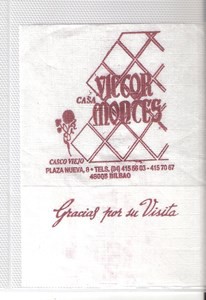 CASA
VICTOR
MONTES
CASCO VIEJO
PLAZA NUEVA, 8 • TELS. (94) 415 56 03 - 415 70 67
48005 BILBAO
Gracias por su Visita